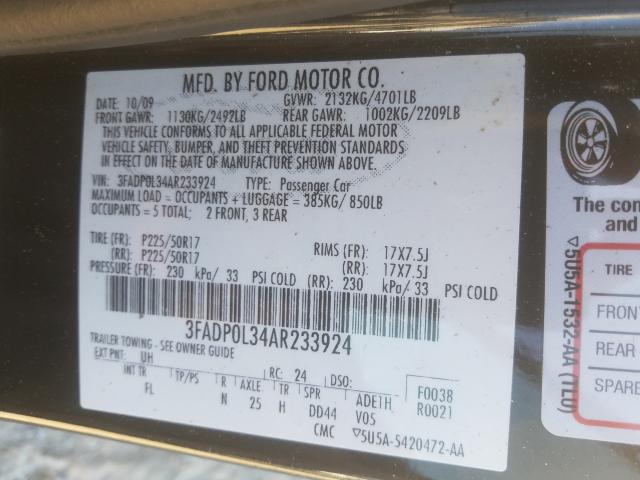 MFD. BY FORD MOTOR CO.
DATE: 10/09 GVWR: 2132KG/4701LB
FRONT GAWR: 1130KG/2492LB REAR GAWR: 1002KG/2209LB
THIS VEHICLE CONFORMS TO ALL APPLICABLE FEDERAL MOTOR
VEHICLE SAFETY, BUMPER, AND THEFT PREVENTION STANDARDS
IN EFFECT ON THE DATE OF MANUFACTURE SHOWN ABOVE.
VIN: 3FADP0L34AR233924 TYPE: Passenger Car
MAXIMUM LOAD = OCCUPANTS + LUGGAGE = 385KG/ 850LB
OCCUPANTS = 5 TOTAL; 2 FRONT, 3 REAR
TIRE (FR): P225/50R17 RIMS (FR): 17X7.5J
(RR): P225/50R17 (RR): 17X7.5J
PRESSURE (FR): 230 kPa/ 33 PSI COLD (RR): 230 kPa/ 33 PSI COLD
3FADP0L34AR233924
TRAILER TOWING - SEE OWNER GUIDE
EXT PNT: UH RC: 24 DSO: F0038
INT TR TP/PS R AXLE TR SPR ADE1H R0021
FL N 25 H DD44 V05
CMC ▽5U5A-5420472-AA
The con
and
TIRE
FRONT
REAR
SPARE
▽5U5A-1532-AA (TLU)